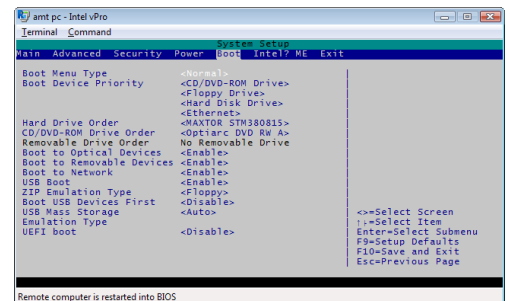 amt pc - Intel vPro
Terminal Command
System Setup
Main Advanced Security Power Boot Intel? ME Exit
Boot Menu Type <Normal>
Boot Device Priority <CD/DVD-ROM Drive>
<Floppy Drive>
<Hard Disk Drive>
<Ethernet>
Hard Drive Order <MAXTOR STM380815>
CD/DVD-ROM Drive Order <Optiarc DVD RW A>
Removable Drive Order No Removable Drive
Boot to Optical Devices <Enable>
Boot to Removable Devices <Enable>
Boot to Network <Enable>
USB Boot <Enable>
ZIP Emulation Type <Floppy>
Boot USB Devices First <Disable>
USB Mass Storage <Auto> <>=Select Screen
Emulation Type ↑↓=Select Item
UEFI boot <Disable> Enter=Select Submenu
F9=Setup Defaults
F10=Save and Exit
Esc=Previous Page
Remote computer is restarted into BIOS